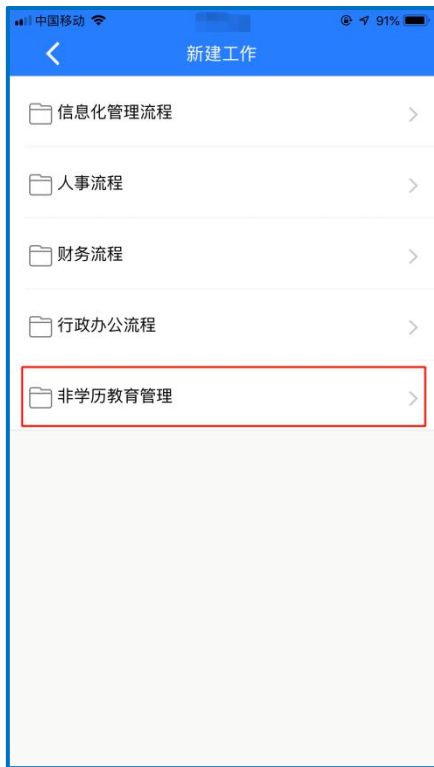 中国移动
91%
新建工作
信息化管理流程
人事流程
财务流程
行政办公流程
非学历教育管理